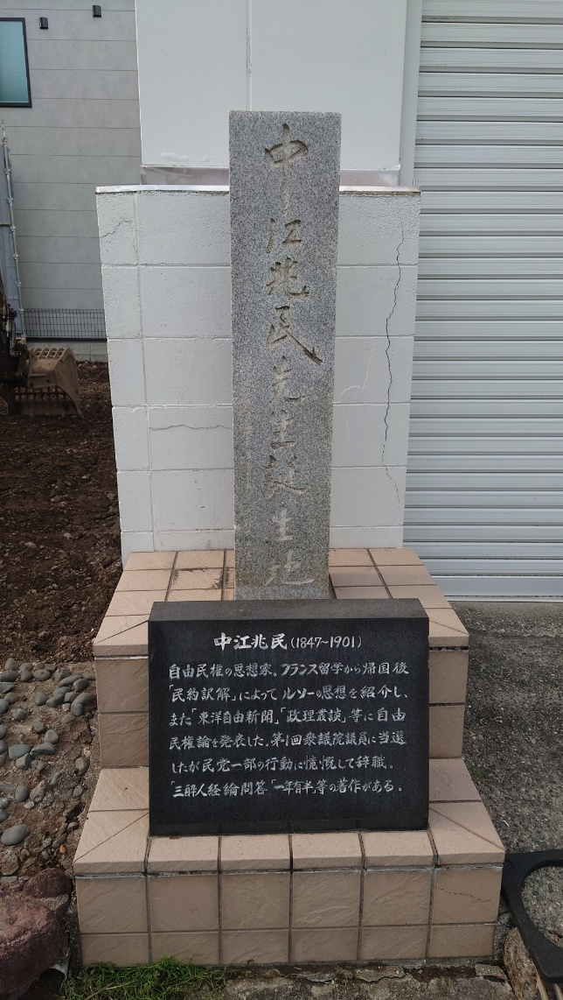 中江兆民先生誕生地
中江兆民(1847~1901)
自由民権の思想家。フランス留学から帰国後
「民約訳解」によってルソーの思想を紹介し、
また「東洋自由新聞」、「政理叢談」等に自由
民権論を発表した。第1回衆議院議員に当選
したが民党一部の行動に憤慨して辞職。
「三酔人経論問答「一年有半」等の著作がある。